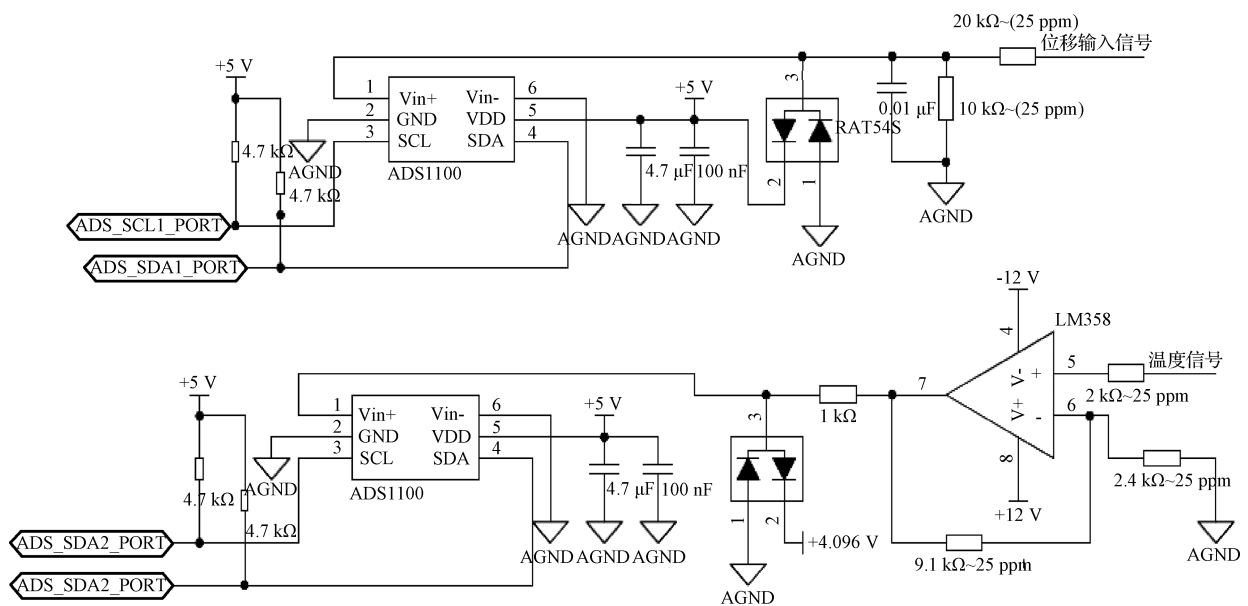 20 kΩ~(25 ppm)
位移输入信号
+5 V
+5 V
1
Vin+
Vin-
6
2
GND
VDD
5
3
SCL
SDA
4
ADS1100
4.7 kΩ
4.7 kΩ
AGND
4.7 μF
100 nF
3
RAT54S
2
1
0.01 μF
10 kΩ~(25 ppm)
AGND
AGND
AGND
AGND
AGND
AGND
ADS_SCL1_PORT
ADS_SDA1_PORT
-12 V
4
LM358
V-
+
5
温度信号
2 kΩ~25 ppm
7
V+
-
6
8
+12 V
2.4 kΩ~25 ppm
AGND
9.1 kΩ~25 ppm
1 kΩ
3
1
2
+4.096 V
AGND
+5 V
+5 V
1
Vin+
Vin-
6
2
GND
VDD
5
3
SCL
SDA
4
ADS1100
4.7 kΩ
4.7 kΩ
AGND
4.7 μF
100 nF
AGND
AGND
AGND
ADS_SDA2_PORT
ADS_SDA2_PORT